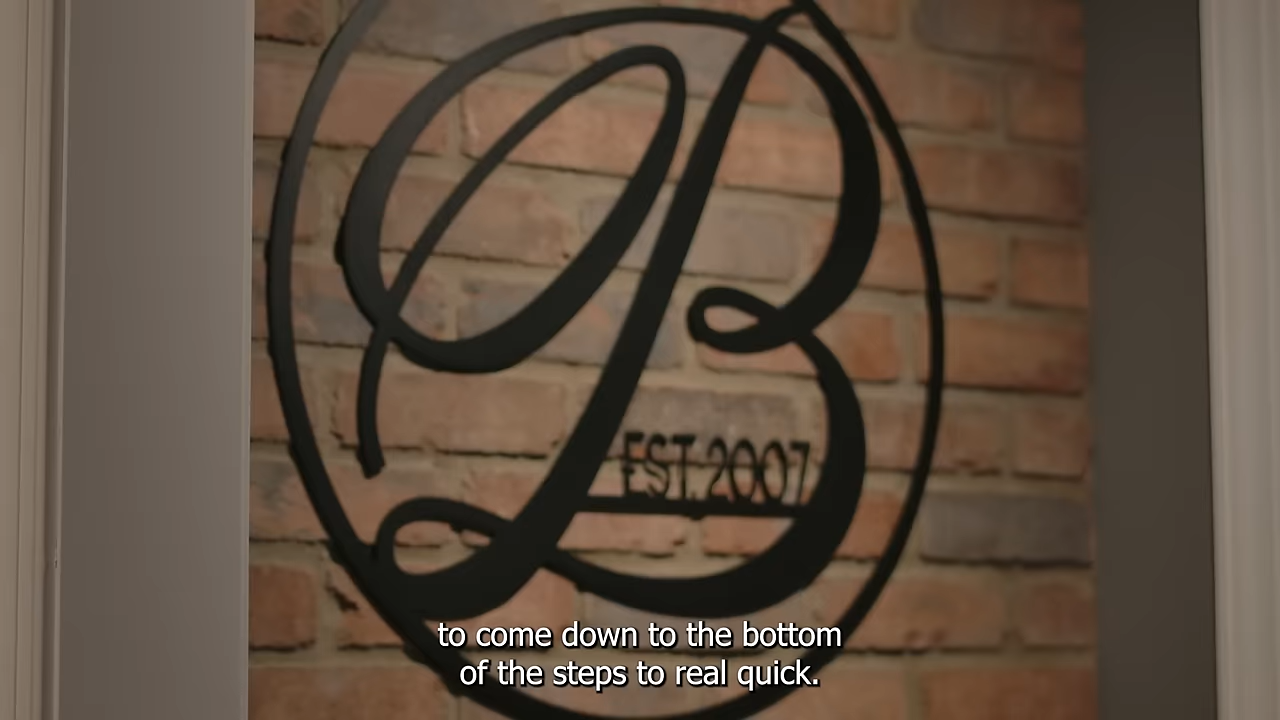 B
EST. 2007
to come down to the bottom
of the steps to real quick.